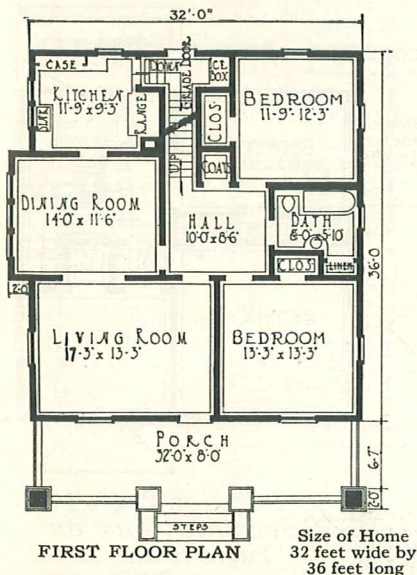 32'-0"
CASE
DOWN
GRADE DOOR
ICE
BOX
KITCHEN
11'-9" x 9'-3"
SINK
RANGE
CLOS.
BEDROOM
11'-9" - 12'-3"
UP
COATS
DINING ROOM
14'-0" x 11'-6"
HALL
10'-0" x 8'-6"
BATH
8'-0" x 5'-10"
36'-0
CLOS
LINEN
2'-0"
LIVING ROOM
17'-3" x 13'-3"
BEDROOM
13'-3" x 13'-3"
PORCH
32'-0" x 8'-0"
6'-7"
2'-0"
STEPS
FIRST FLOOR PLAN
Size of Home
32 feet wide by
36 feet long